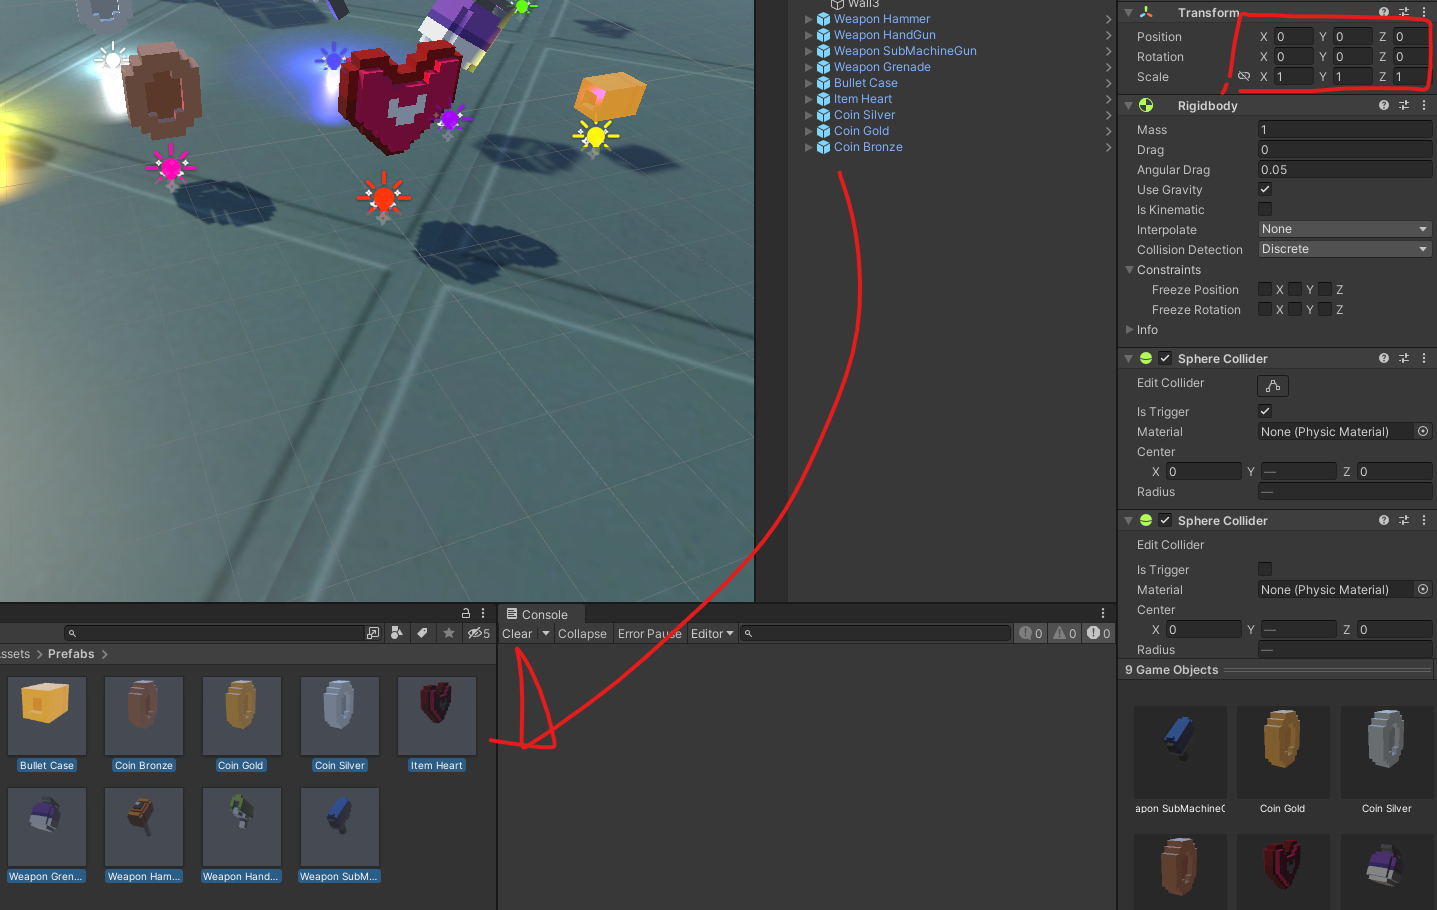 Wall3
Weapon Hammer
Weapon HandGun
Weapon SubMachineGun
Weapon Grenade
Bullet Case
Item Heart
Coin Silver
Coin Gold
Coin Bronze
Transform
Position X 0 Y 0 Z 0
Rotation X 0 Y 0 Z 0
Scale X 1 Y 1 Z 1
Rigidbody
Mass 1
Drag 0
Angular Drag 0.05
Use Gravity
Is Kinematic
Interpolate None
Collision Detection Discrete
Constraints
Freeze Position X Y Z
Freeze Rotation X Y Z
Info
Sphere Collider
Edit Collider
Is Trigger
Material None (Physic Material)
Center
X 0 Y — Z 0
Radius —
Sphere Collider
Edit Collider
Is Trigger
Material None (Physic Material)
Center
X 0 Y — Z 0
Radius —
9 Game Objects
apon SubMachineG Coin Gold Coin Silver
5
ssets > Prefabs >
Bullet Case Coin Bronze Coin Gold Coin Silver Item Heart
Weapon Gren... Weapon Ham... Weapon Hand... Weapon SubM...
Console
Clear Collapse Error Pause Editor 0 0 0